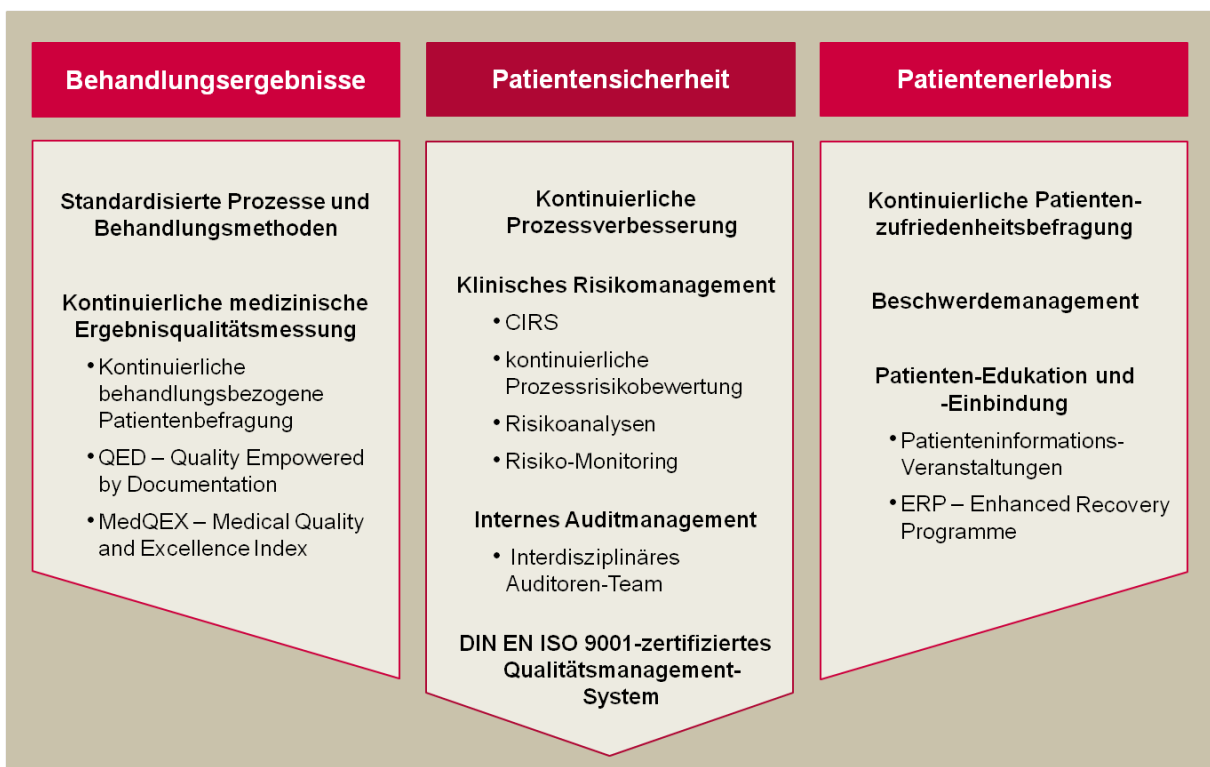 Behandlungsergebnisse
Standardisierte Prozesse und
Behandlungsmethoden
Kontinuierliche medizinische
Ergebnisqualitätsmessung
• Kontinuierliche
behandlungsbezogene
Patientenbefragung
• QED – Quality Empowered
by Documentation
• MedQEX – Medical Quality
and Excellence Index
Patientensicherheit
Kontinuierliche
Prozessverbesserung
Klinisches Risikomanagement
• CIRS
• kontinuierliche
Prozessrisikobewertung
• Risikoanalysen
• Risiko-Monitoring
Internes Auditmanagement
• Interdisziplinäres
Auditoren-Team
DIN EN ISO 9001-zertifiziertes
Qualitätsmanagement-
System
Patientenerlebnis
Kontinuierliche Patienten-
zufriedenheitsbefragung
Beschwerdemanagement
Patienten-Edukation und
-Einbindung
• Patienteninformations-
Veranstaltungen
• ERP – Enhanced Recovery
Programme